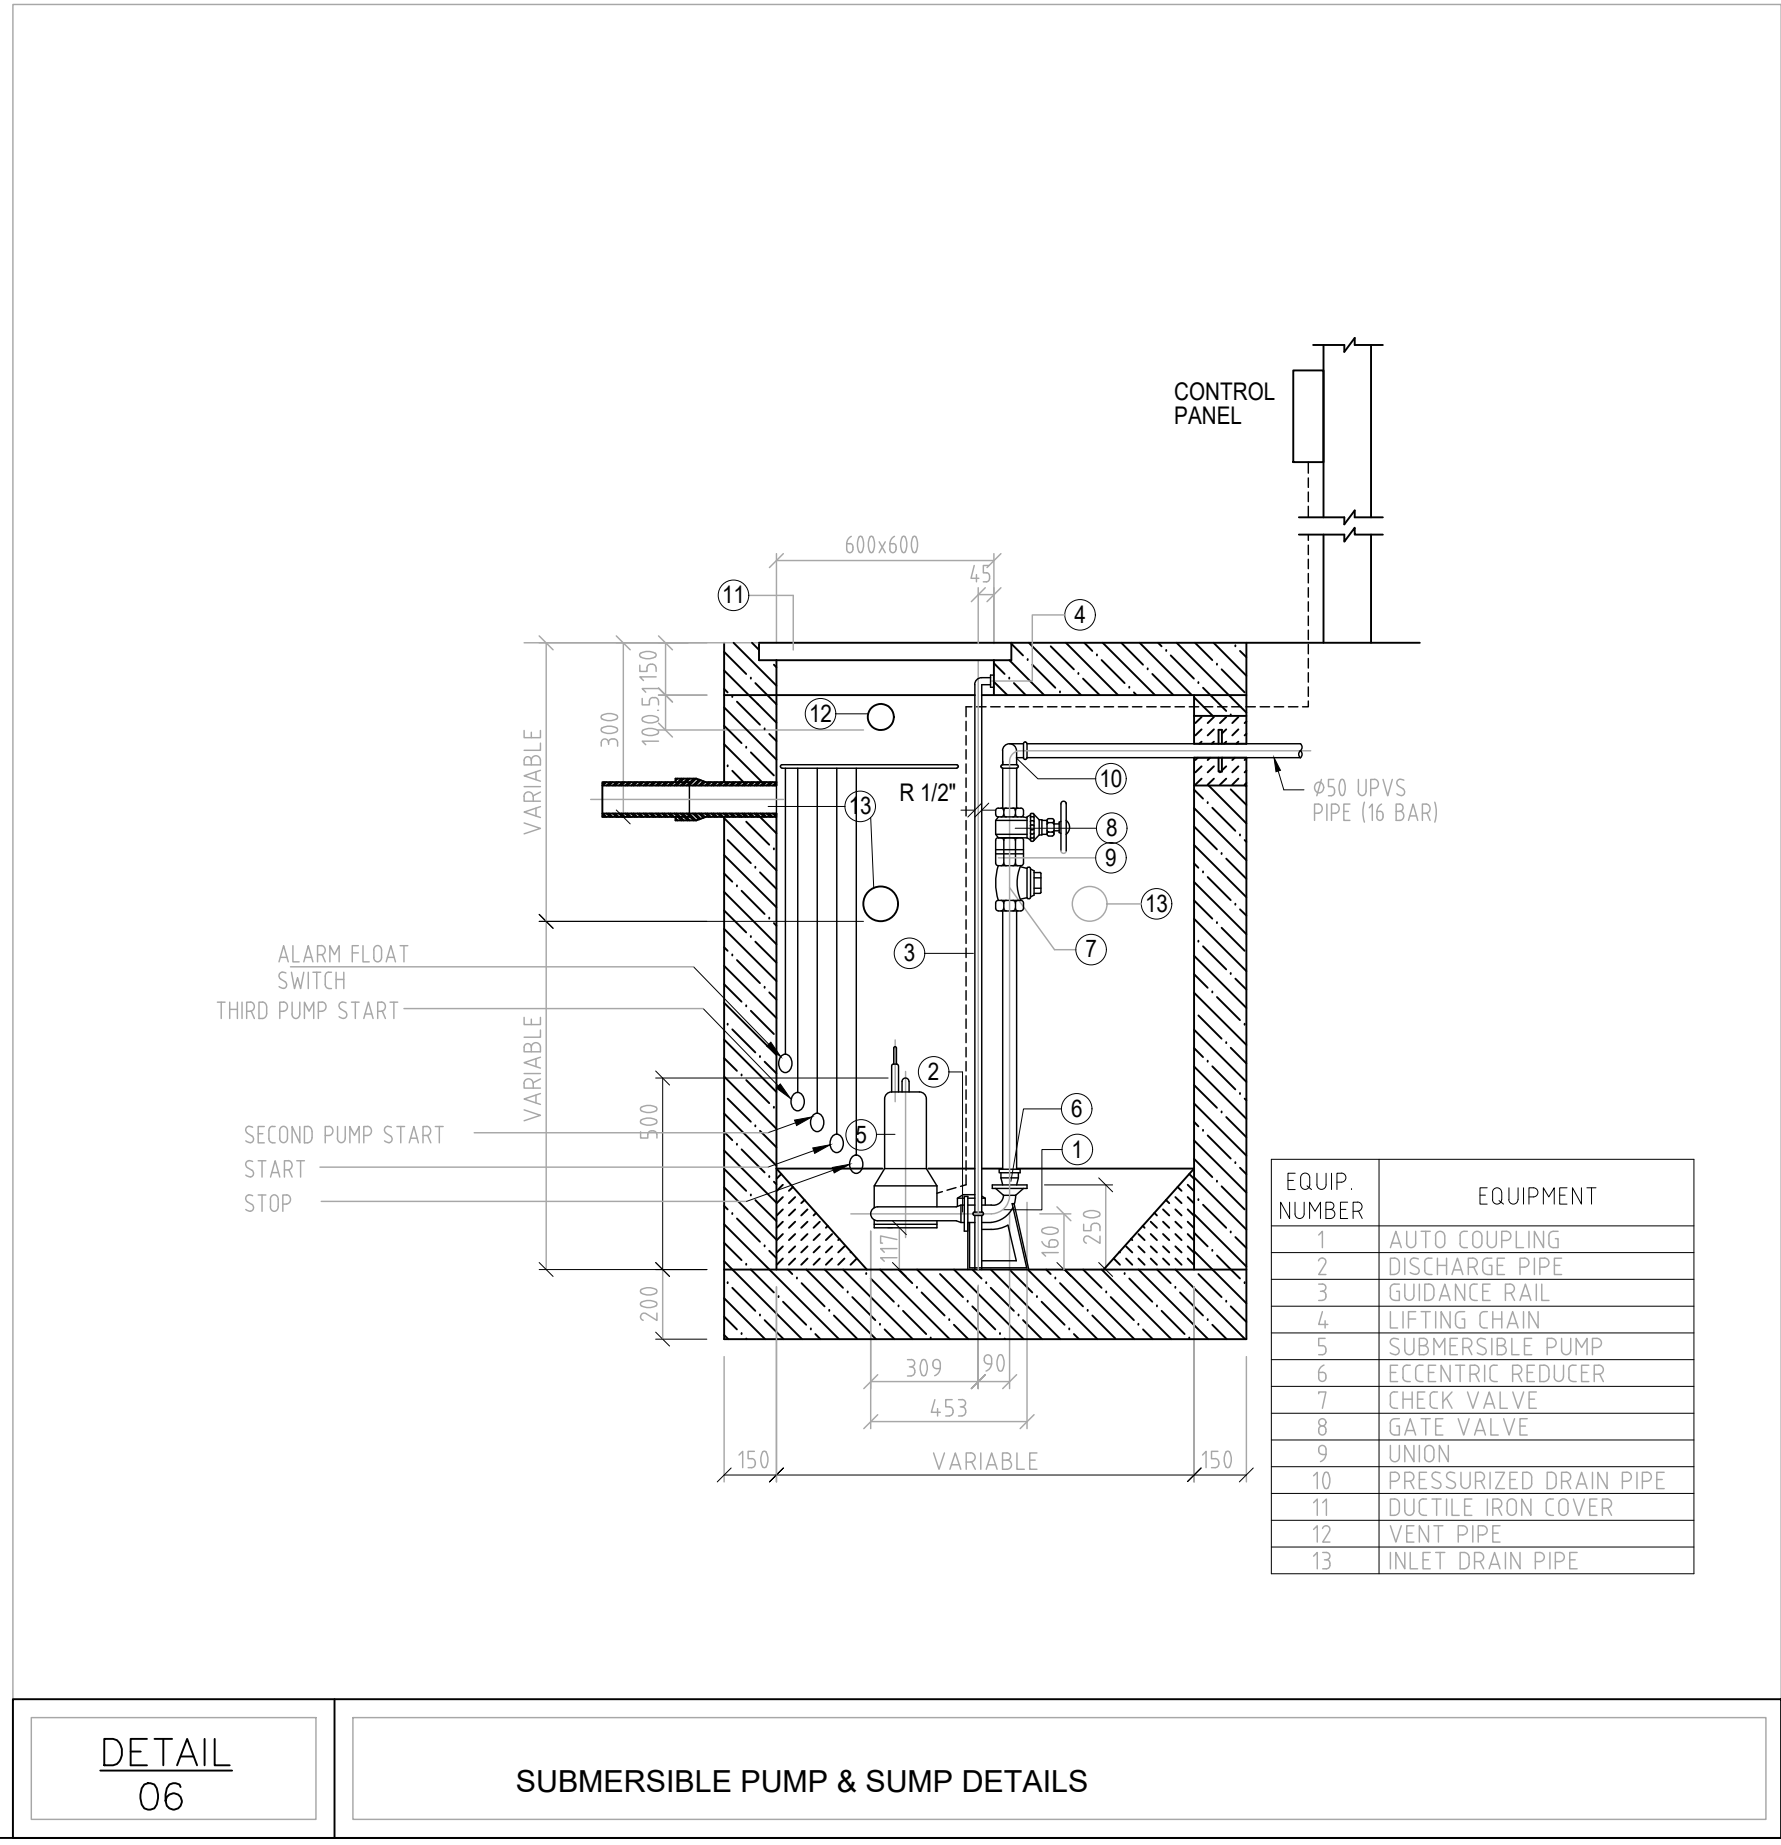 CONTROL
PANEL
600x600
45
11
4
150
100.51
300
VARIABLE
12
10
R 1/2"
13
Ø50 UPVS
PIPE (16 BAR)
8
9
13
7
3
ALARM FLOAT
SWITCH
THIRD PUMP START
VARIABLE
500
2
6
SECOND PUMP START
5
1
START
STOP
117
160
250
200
309
90
453
150
VARIABLE
150
EQUIP.
NUMBER
EQUIPMENT
1 AUTO COUPLING
2 DISCHARGE PIPE
3 GUIDANCE RAIL
4 LIFTING CHAIN
5 SUBMERSIBLE PUMP
6 ECCENTRIC REDUCER
7 CHECK VALVE
8 GATE VALVE
9 UNION
10 PRESSURIZED DRAIN PIPE
11 DUCTILE IRON COVER
12 VENT PIPE
13 INLET DRAIN PIPE
DETAIL
06
SUBMERSIBLE PUMP & SUMP DETAILS